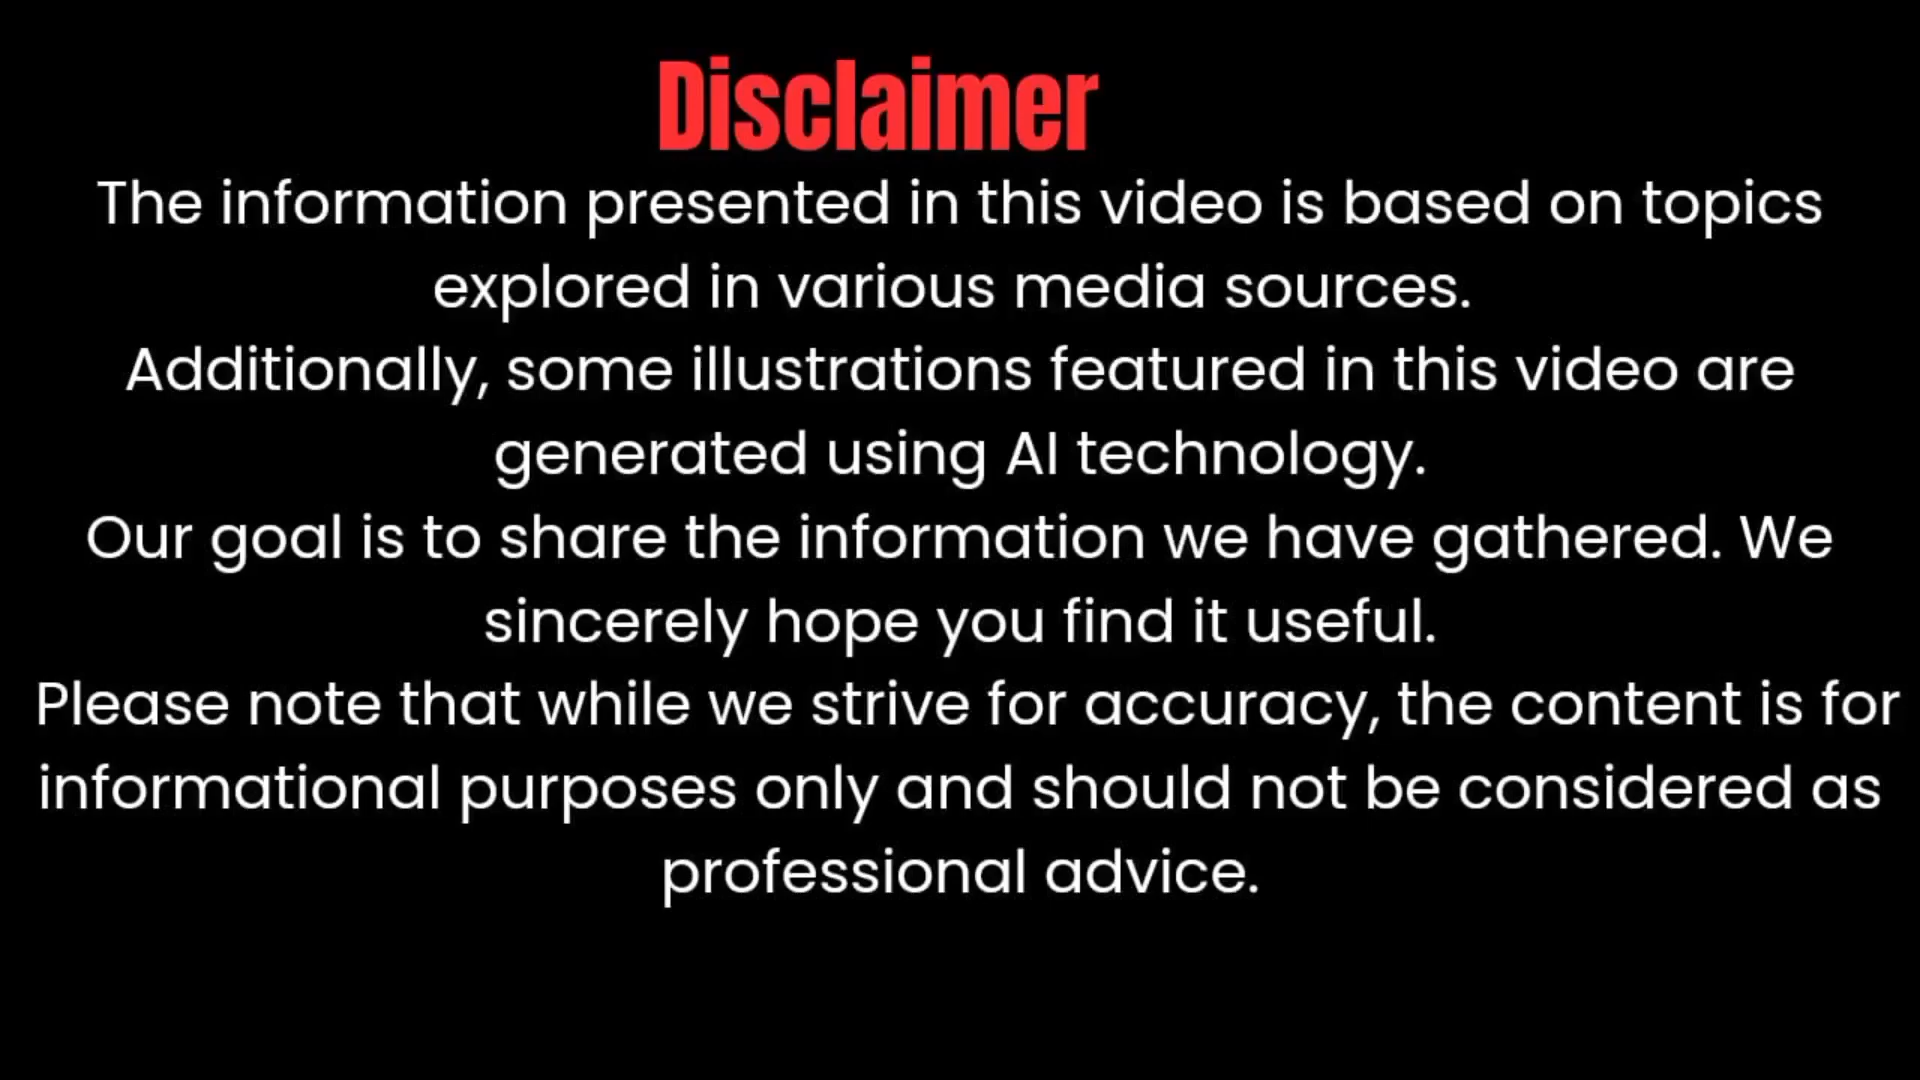 Disclaimer
The information presented in this video is based on topics
explored in various media sources.
Additionally, some illustrations featured in this video are
generated using AI technology.
Our goal is to share the information we have gathered. We
sincerely hope you find it useful.
Please note that while we strive for accuracy, the content is for
informational purposes only and should not be considered as
professional advice.